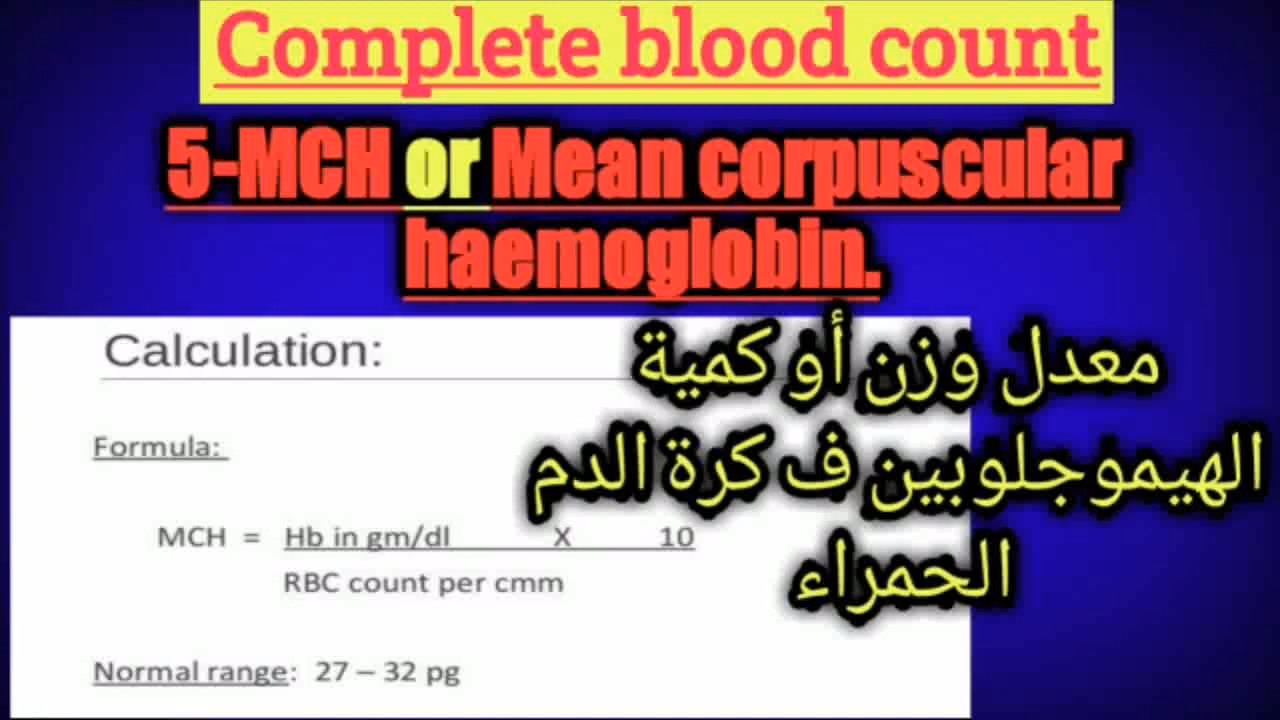 Complete blood count
5-MCH or Mean corpuscular
haemoglobin.
Calculation:
معدل وزن أو كمية
الهيموجلوبين ف كرة الدم
الحمراء
Formula:
MCH = Hb in gm/dl X 10
RBC count per cmm
Normal range: 27 – 32 pg